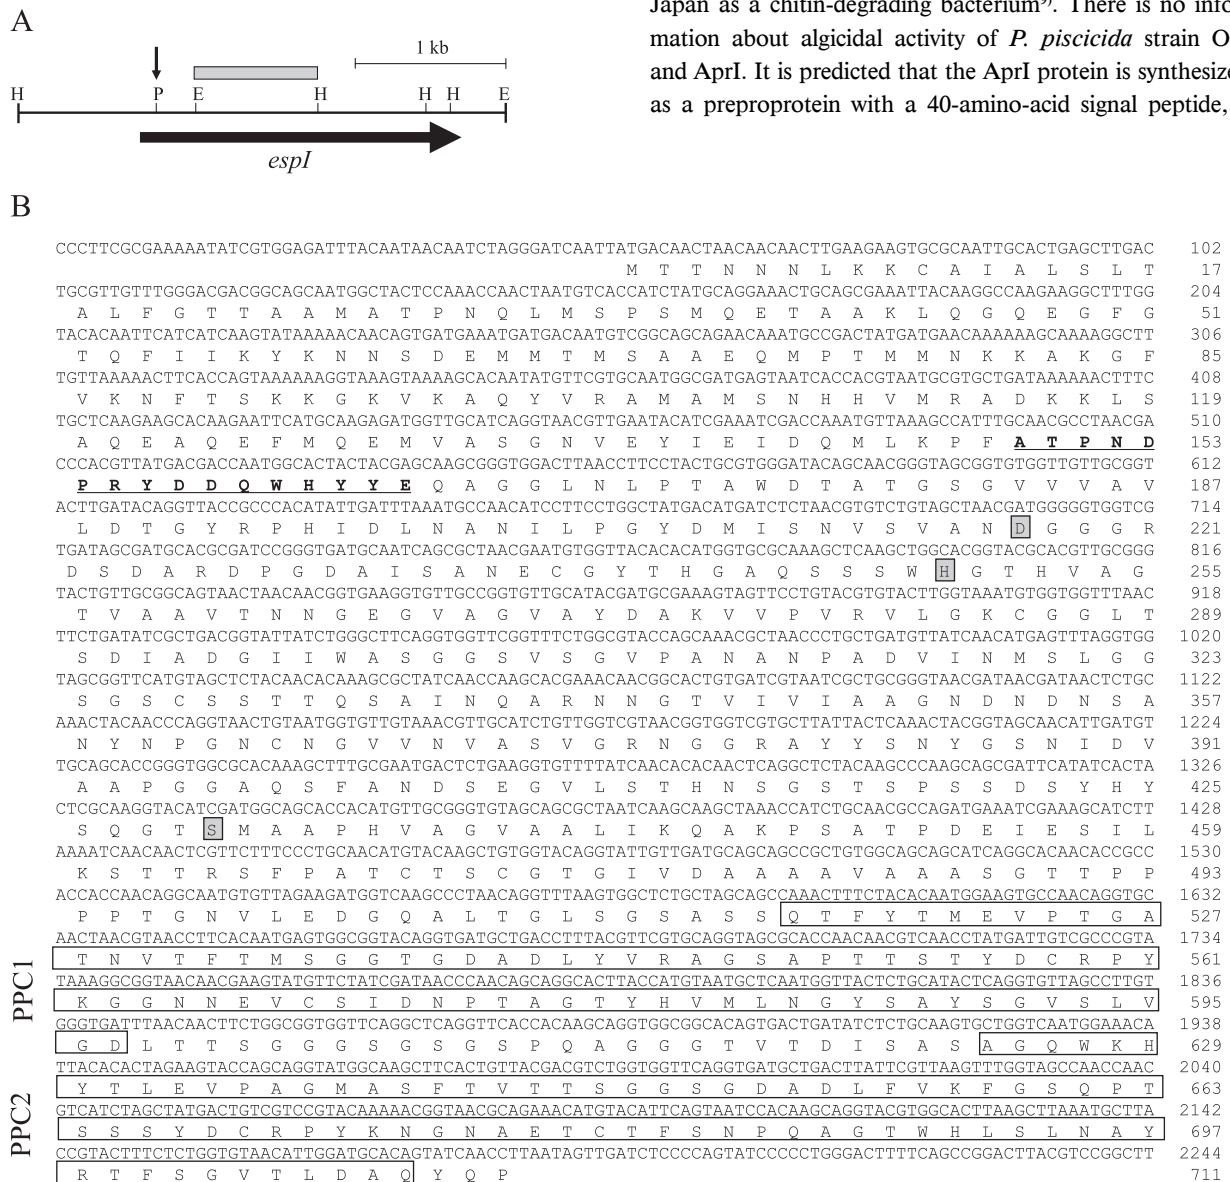 A
Japan as a chitin-degrading bacterium⁹⁾. There is no info
mation about algicidal activity of P. piscicida strain O
and AprI. It is predicted that the AprI protein is synthesize
as a preproprotein with a 40-amino-acid signal peptide,
1 kb
H P E H H H E
espI
B
CCCTTCGCGAAAAATATCGTGGAGATTTACAATAACAATCTAGGGATCAATTATGACAACTAACAACAACTTGAAGAAGTGCGCAATTGCACTGAGCTTGAC 102
M T T N N N L K K C A I A L S L T 17
TGCGTTGTTTGGGACGACGGCAGCAATGGCTACTCCAAACCAACTAATGTCACCATCTATGCAGGAAACTGCAGCGAAATTACAAGGCCAAGAAGGCTTTGG 204
A L F G T T A A M A T P N Q L M S P S M Q E T A A K L Q G Q E G F G 51
TACACAATTCATCATCAAGTATAAAAACAACAGTGATGAAATGATGACAATGTCGGCAGCAGAACAAATGCCGACTATGATGAACAAAAAAGCAAAAGGCTT 306
T Q F I I K Y K N N S D E M M T M S A A E Q M P T M M N K K A K G F 85
TGTTAAAAACTTCACCAGTAAAAAAGGTAAAGTAAAAGCACAATATGTTCGTGCAATGGCGATGAGTAATCACCACGTAATGCGTGCTGATAAAAAACTTTC 408
V K N F T S K K G K V K A Q Y V R A M A M S N H H V M R A D K K L S 119
TGCTCAAGAAGCACAAGAATTCATGCAAGAGATGGTTGCATCAGGTAACGTTGAATACATCGAAATCGACCAAATGTTAAAGCCATTTGCAACGCCTAACGA 510
A Q E A Q E F M Q E M V A S G N V E Y I E I D Q M L K P F A T P N D 153
CCCACGTTATGACGACCAATGGCACTACTACGAGCAAGCGGGTGGACTTAACCTTCCTACTGCGTGGGATACAGCAACGGGTAGCGGTGTGGTTGTTGCGGT 612
P R Y D D Q W H Y Y E Q A G G L N L P T A W D T A T G S G V V V A V 187
ACTTGATACAGGTTACCGCCCACATATTGATTTAAATGCCAACATCCTTCCTGGCTATGACATGATCTCTAACGTGTCTGTAGCTAACGATGGGGGTGGTCG 714
L D T G Y R P H I D L N A N I L P G Y D M I S N V S V A N D G G G R 221
TGATAGCGATGCACGCGATCCGGGTGATGCAATCAGCGCTAACGAATGTGGTTACACACATGGTGCGCAAAGCTCAAGCTGGCACGGTACGCACGTTGCGGG 816
D S D A R D P G D A I S A N E C G Y T H G A Q S S S W H G T H V A G 255
TACTGTTGCGGCAGTAACTAACAACGGTGAAGGTGTTGCCGGTGTTGCATACGATGCGAAAGTAGTTCCTGTACGTGTACTTGGTAAATGTGGTGGTTTAAC 918
T V A A V T N N G E G V A G V A Y D A K V V P V R V L G K C G G L T 289
TTCTGATATCGCTGACGGTATTATCTGGGCTTCAGGTGGTTCGGTTTCTGGCGTACCAGCAAACGCTAACCCTGCTGATGTTATCAACATGAGTTTAGGTGG 1020
S D I A D G I I W A S G G S V S G V P A N A N P A D V I N M S L G G 323
TAGCGGTTCATGTAGCTCTACAACACAAAGCGCTATCAACCAAGCACGAAACAACGGCACTGTGATCGTAATCGCTGCGGGTAACGATAACGATAACTCTGC 1122
S G S C S S T T Q S A I N Q A R N N G T V I V I A A G N D N D N S A 357
AAACTACAACCCAGGTAACTGTAATGGTGTTGTAAACGTTGCATCTGTTGGTCGTAACGGTGGTCGTGCTTATTACTCAAACTACGGTAGCAACATTGATGT 1224
N Y N P G N C N G V V N V A S V G R N G G R A Y Y S N Y G S N I D V 391
TGCAGCACCGGGTGGCGCACAAAGCTTTGCGAATGACTCTGAAGGTGTTTTATCAACACACAACTCAGGCTCTACAAGCCCAAGCAGCGATTCATATCACTA 1326
A A P G G A Q S F A N D S E G V L S T H N S G S T S P S S D S Y H Y 425
CTCGCAAGGTACATCGATGGCAGCACCACATGTTGCGGGTGTAGCAGCGCTAATCAAGCAAGCTAAACCATCTGCAACGCCAGATGAAATCGAAAGCATCTT 1428
S Q G T S M A A P H V A G V A A L I K Q A K P S A T P D E I E S I L 459
AAAATCAACAACTCGTTCTTTCCCTGCAACATGTACAAGCTGTGGTACAGGTATTGTTGATGCAGCAGCCGCTGTGGCAGCAGCATCAGGCACAACACCGCC 1530
K S T T R S F P A T C T S C G T G I V D A A A A V A A A S G T T P P 493
ACCACCAACAGGCAATGTGTTAGAAGATGGTCAAGCCCTAACAGGTTTAAGTGGCTCTGCTAGCAGCCAAACTTTCTACACAATGGAAGTGCCAACAGGTGC 1632
P P T G N V L E D G Q A L T G L S G S A S S Q T F Y T M E V P T G A 527
AACTAACGTAACCTTCACAATGAGTGGCGGTACAGGTGATGCTGACCTTTACGTTCGTGCAGGTAGCGCACCAACAACGTCAACCTATGATTGTCGCCCGTA 1734
PPC1
T N V T F T M S G G T G D A D L Y V R A G S A P T T S T Y D C R P Y 561
TAAAGGCGGTAACAACGAAGTATGTTCTATCGATAACCCAACAGCAGGCACTTACCATGTAATGCTCAATGGTTACTCTGCATACTCAGGTGTTAGCCTTGT 1836
K G G N N E V C S I D N P T A G T Y H V M L N G Y S A Y S G V S L V 595
GGGTGATTTAACAACTTCTGGCGGTGGTTCAGGCTCAGGTTCACCACAAGCAGGTGGCGGCACAGTGACTGATATCTCTGCAAGTGCTGGTCAATGGAAACA 1938
G D L T T S G G G S G S G S P Q A G G G T V T D I S A S A G Q W K H 629
TTACACACTAGAAGTACCAGCAGGTATGGCAAGCTTCACTGTTACGACGTCTGGTGGTTCAGGTGATGCTGACTTATTCGTTAAGTTTGGTAGCCAACCAAC 2040
PPC2
Y T L E V P A G M A S F T V T T S G G S G D A D L F V K F G S Q P T 663
GTCATCTAGCTATGACTGTCGTCCGTACAAAAACGGTAACGCAGAAACATGTACATTCAGTAATCCACAAGCAGGTACGTGGCACTTAAGCTTAAATGCTTA 2142
S S S Y D C R P Y K N G N A E T C T F S N P Q A G T W H L S L N A Y 697
CCGTACTTTCTCTGGTGTAACATTGGATGCACAGTATCAACCTTAATAGTTGATCTCCCCAGTATCCCCCTGGGACTTTTCAGCCGGACTTACGTCCGGCTT 2244
R T F S G V T L D A Q Y Q P 711